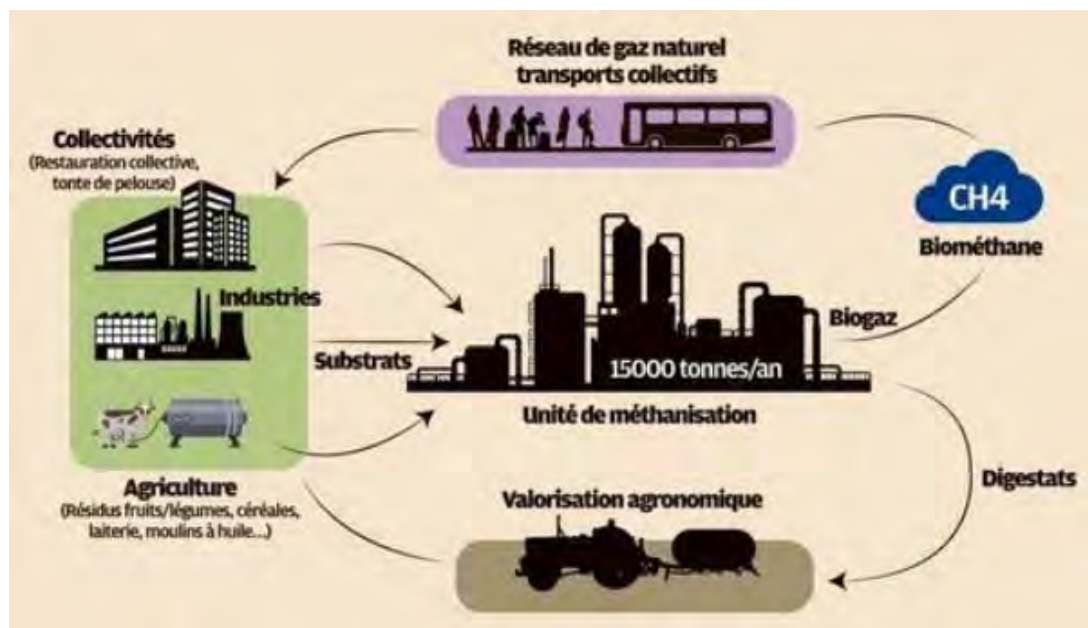 Réseau de gaz naturel
transports collectifs
Collectivités
(Restauration collective,
tonte de pelouse)
CH4
Biométhane
Industries
Biogaz
Substrats
15000 tonnes/an
Unité de méthanisation
Agriculture
(Résidus fruits/légumes, céréales,
laiterie, moulins à huile...)
Valorisation agronomique
Digestats